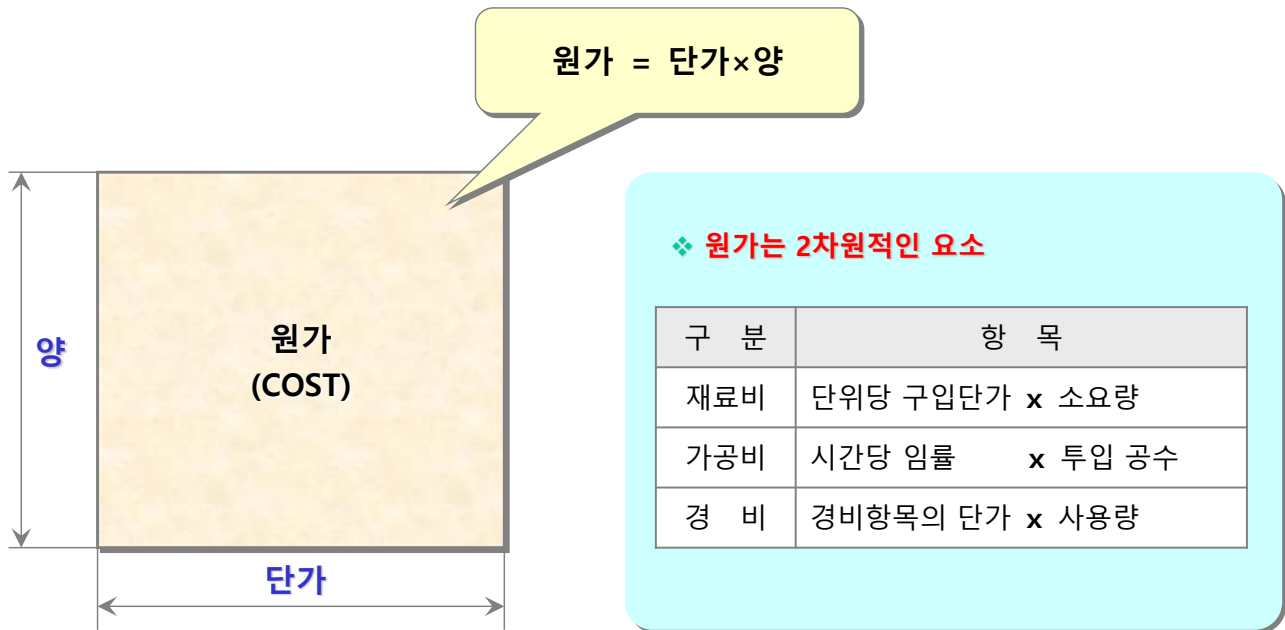 원가 = 단가×양
양
원가
(COST)
단가
❖ 원가는 2차원적인 요소
구 분 항 목
재료비 단위당 구입단가 x 소요량
가공비 시간당 임률 x 투입 공수
경 비 경비항목의 단가 x 사용량